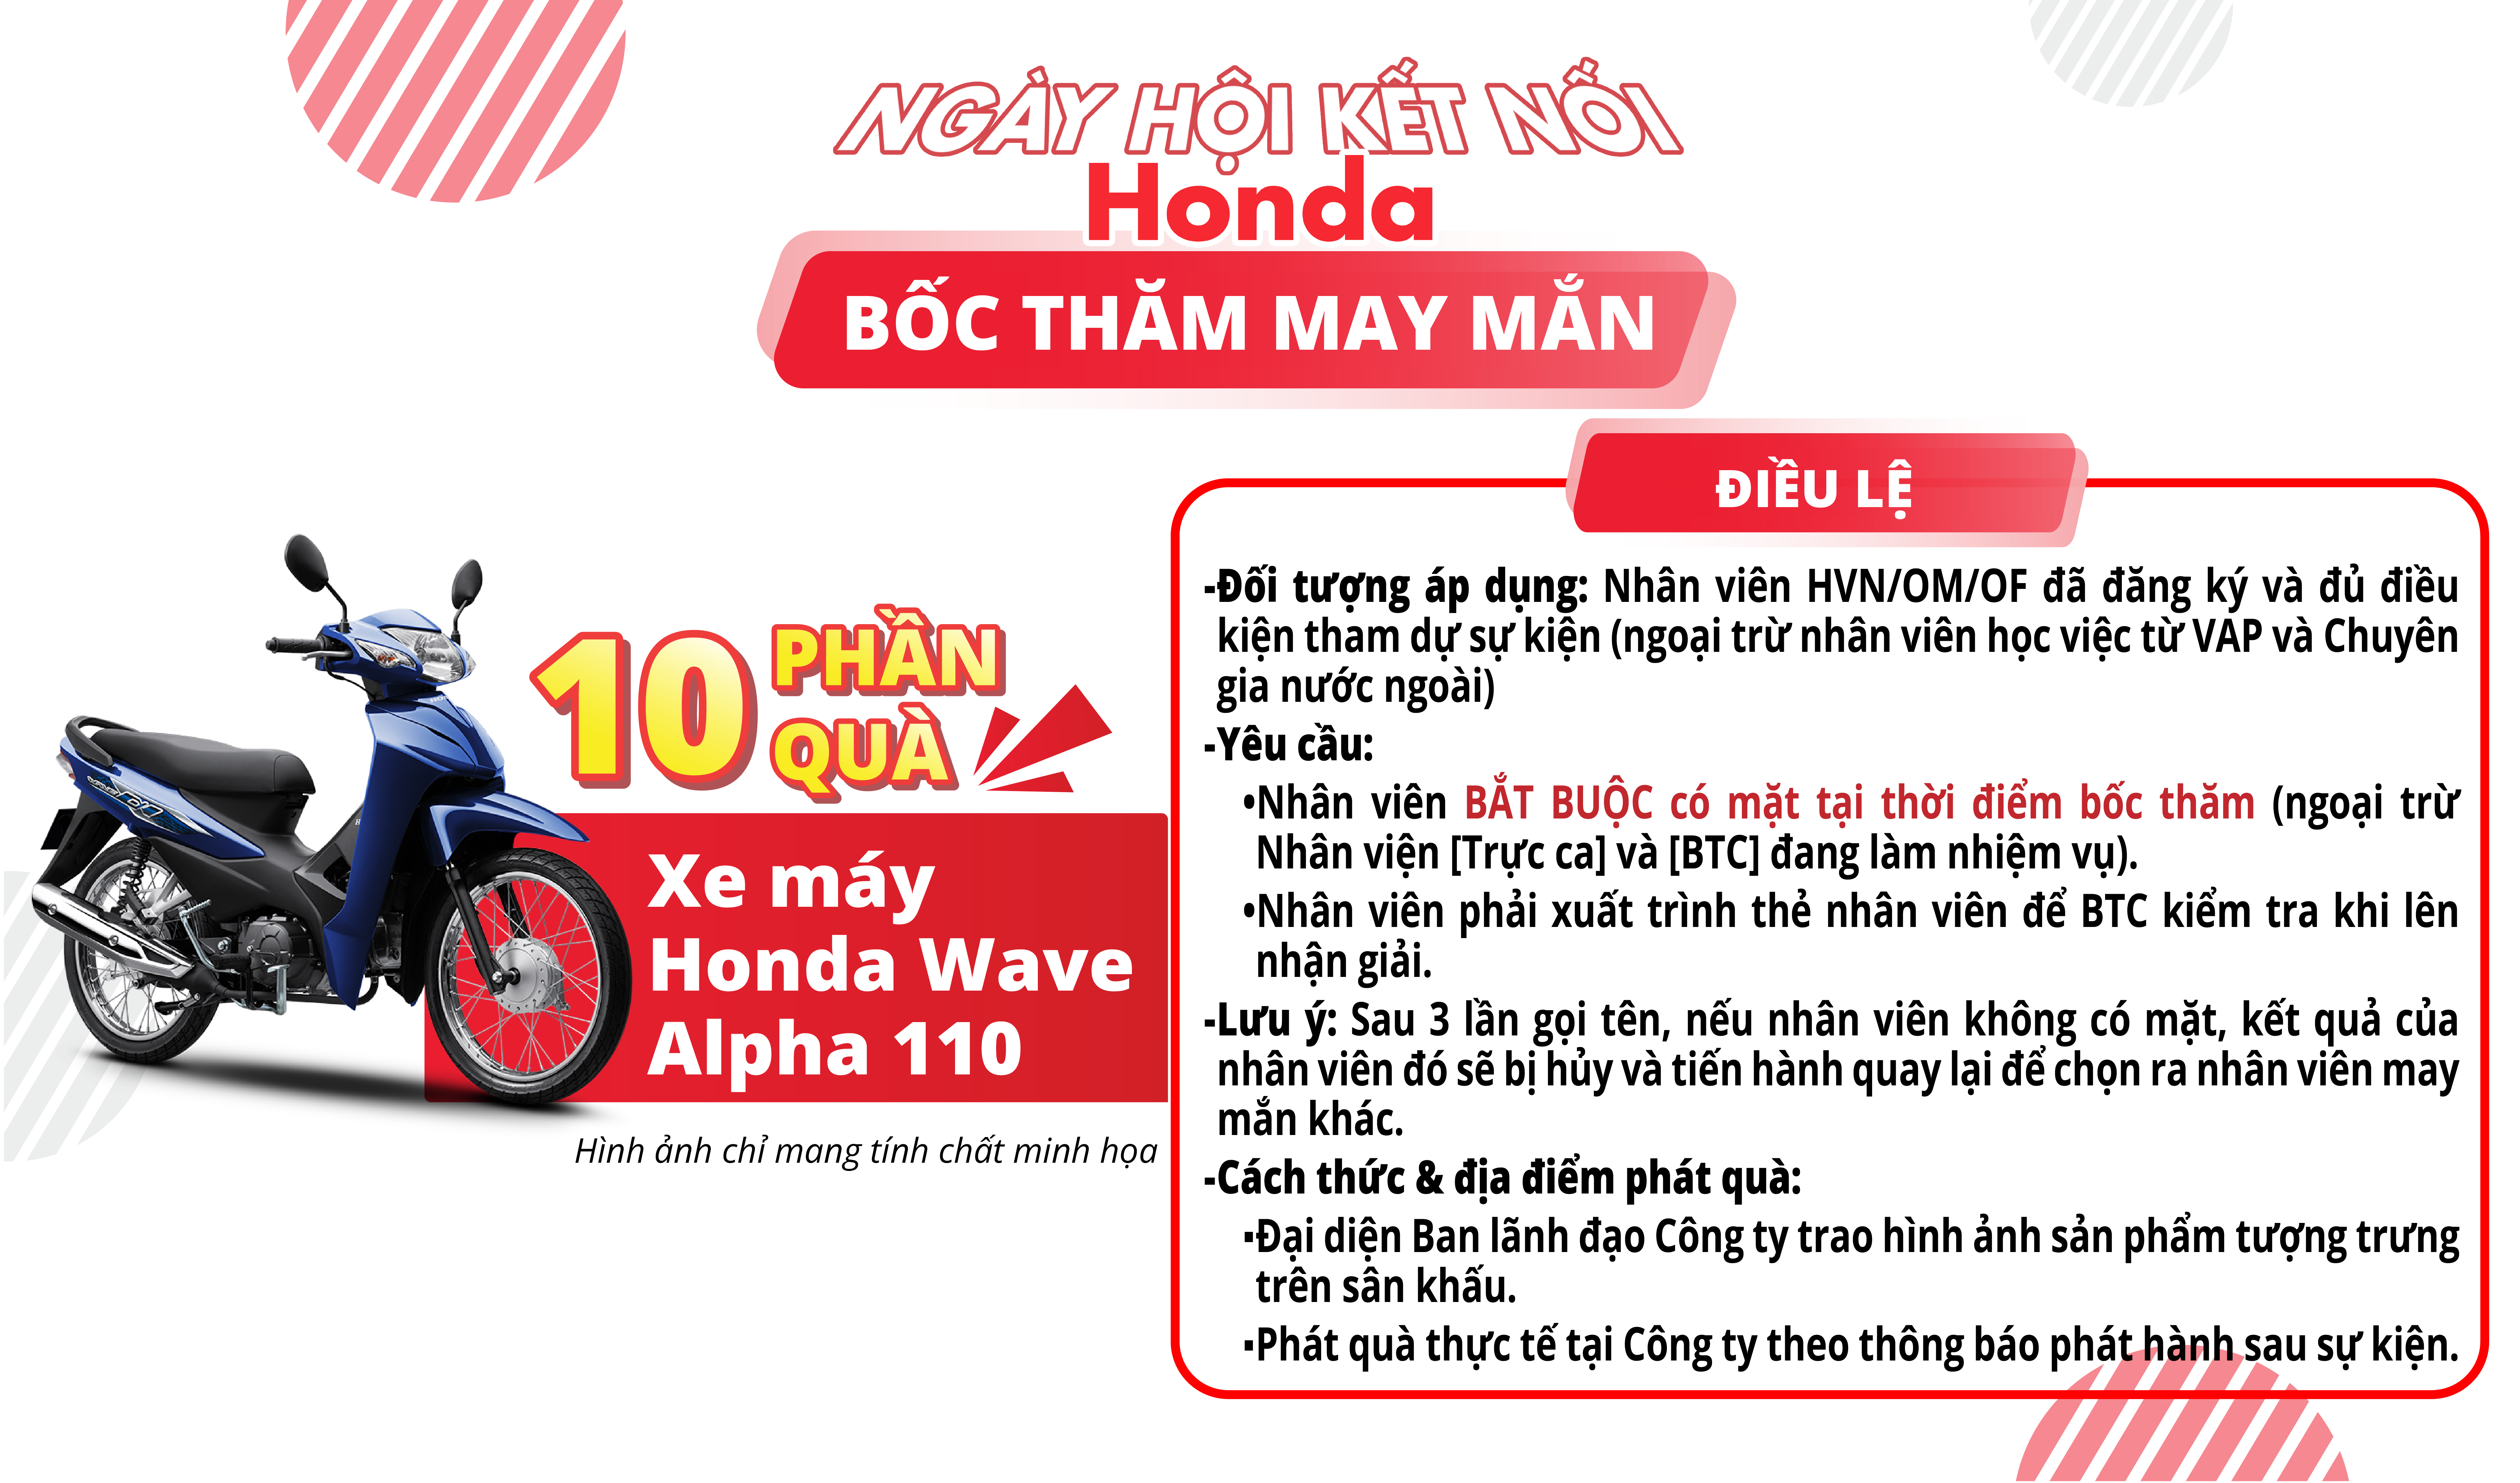 NGÀY HỘI KẾT NỐI
Honda
BỐC THĂM MAY MẮN
10 PHẦN
QUÀ
Xe máy
Honda Wave
Alpha 110
Hình ảnh chỉ mang tính chất minh họa
ĐIỀU LỆ
-Đối tượng áp dụng: Nhân viên HVN/OM/OF đã đăng ký và đủ điều
kiện tham dự sự kiện (ngoại trừ nhân viên học việc từ VAP và Chuyên
gia nước ngoài)
-Yêu cầu:
•Nhân viên BẮT BUỘC có mặt tại thời điểm bốc thăm (ngoại trừ
Nhân viện [Trực ca] và [BTC] đang làm nhiệm vụ).
•Nhân viên phải xuất trình thẻ nhân viên để BTC kiểm tra khi lên
nhận giải.
-Lưu ý: Sau 3 lần gọi tên, nếu nhân viên không có mặt, kết quả của
nhân viên đó sẽ bị hủy và tiến hành quay lại để chọn ra nhân viên may
mắn khác.
-Cách thức & địa điểm phát quà:
▪Đại diện Ban lãnh đạo Công ty trao hình ảnh sản phẩm tượng trưng
trên sân khấu.
▪Phát quà thực tế tại Công ty theo thông báo phát hành sau sự kiện.